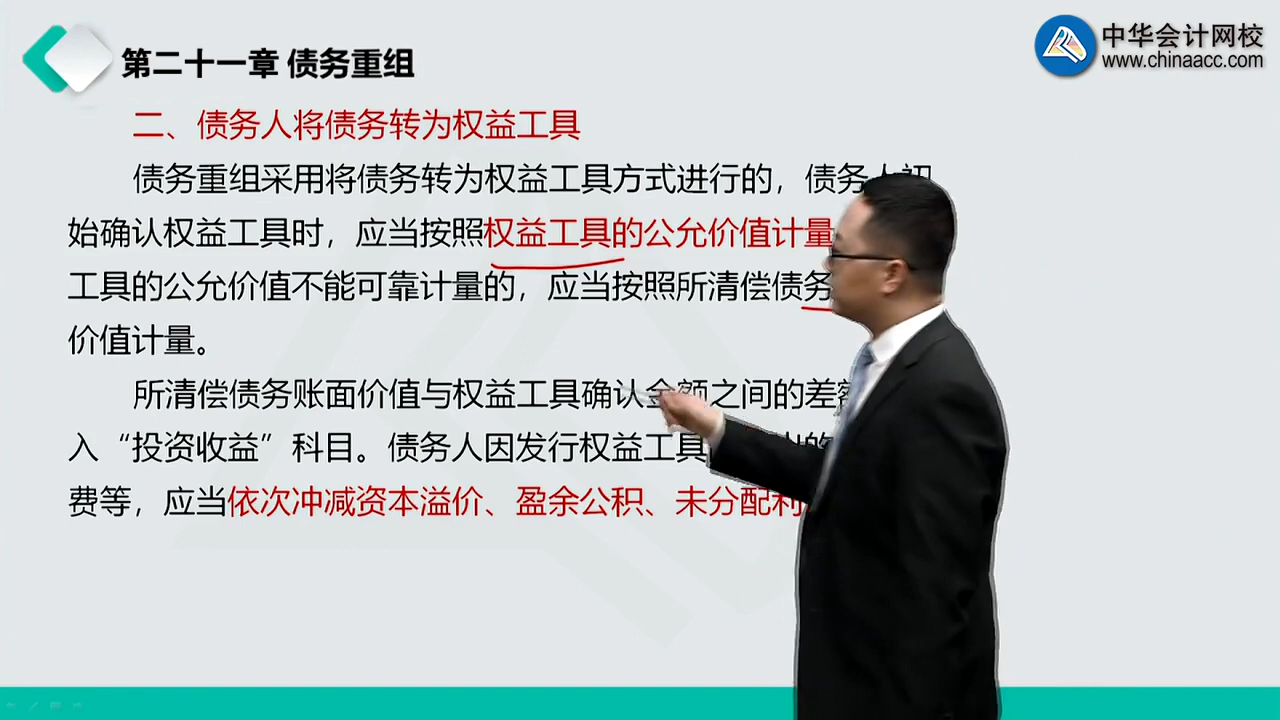 第二十一章 债务重组
中华会计网校
www.chinaacc.com
二、债务人将债务转为权益工具
债务重组采用将债务转为权益工具方式进行的，债务人初
始确认权益工具时，应当按照权益工具的公允价值计量
工具的公允价值不能可靠计量的，应当按照所清偿债务
价值计量。
所清偿债务账面价值与权益工具确认金额之间的差额
入“投资收益”科目。债务人因发行权益工具
费等，应当依次冲减资本溢价、盈余公积、未分配利